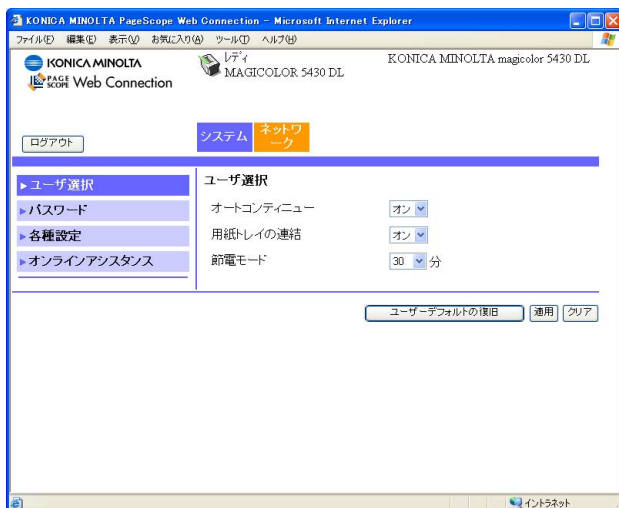 KONICA MINOLTA PageScope Web Connection - Microsoft Internet Explorer
ファイル(F) 編集(E) 表示(V) お気に入り(A) ツール(T) ヘルプ(H)
KONICA MINOLTA
PAGE SCOPE Web Connection
レディ
MAGICOLOR 5430 DL
KONICA MINOLTA magicolor 5430 DL
ログアウト
システム
ネットワ
ーク
ユーザ選択
パスワード
各種設定
オンラインアシスタンス
ユーザ選択
オートコンティニュー オン
用紙トレイの連結 オン
節電モード 30 分
ユーザーデフォルトの復旧 適用 クリア
イントラネット